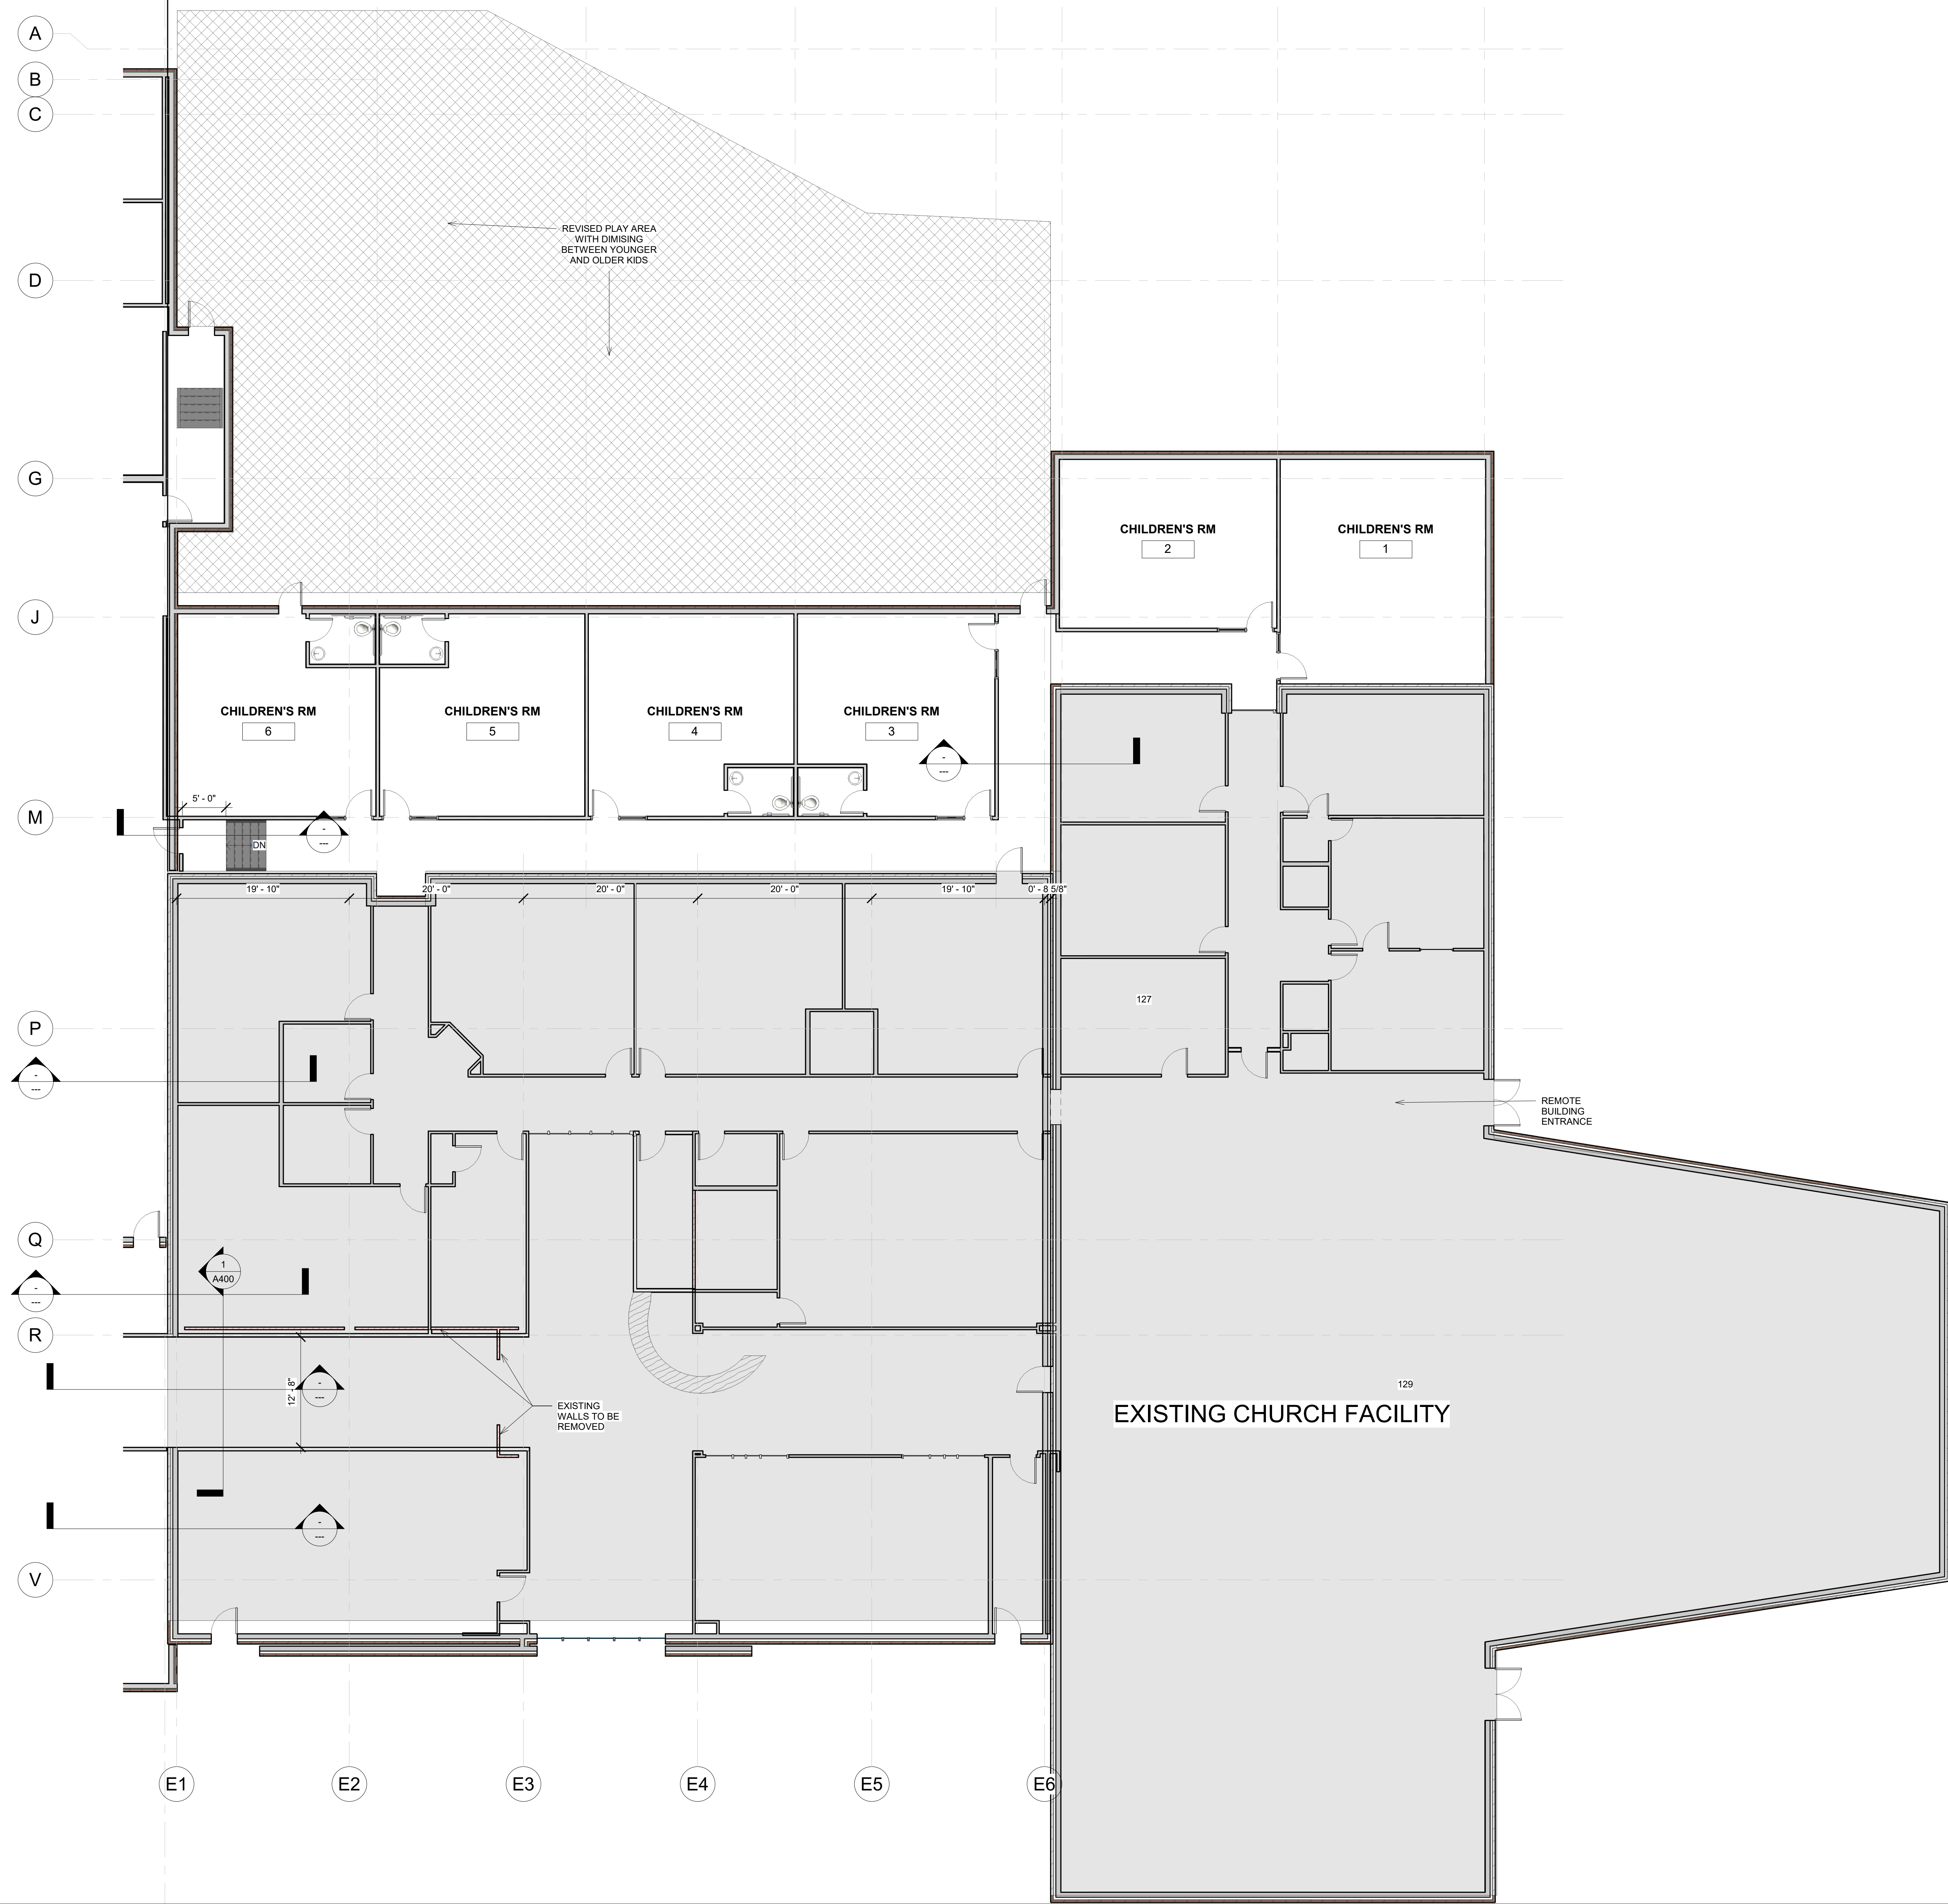 A
B
C
REVISED PLAY AREA
WITH DIMISING
BETWEEN YOUNGER
AND OLDER KIDS
D
G
CHILDREN'S RM
2
CHILDREN'S RM
1
J
CHILDREN'S RM
6
CHILDREN'S RM
5
CHILDREN'S RM
4
CHILDREN'S RM
3
-
---
5' - 0"
M
-
---
DN
19' - 10"
20' - 0"
20' - 0"
20' - 0"
19' - 10"
0' - 8 5/8"
127
P
-
---
REMOTE
BUILDING
ENTRANCE
Q
1
A400
-
---
R
12' - 8"
-
---
EXISTING
WALLS TO BE
REMOVED
129
EXISTING CHURCH FACILITY
-
---
V
E1
E2
E3
E4
E5
E6